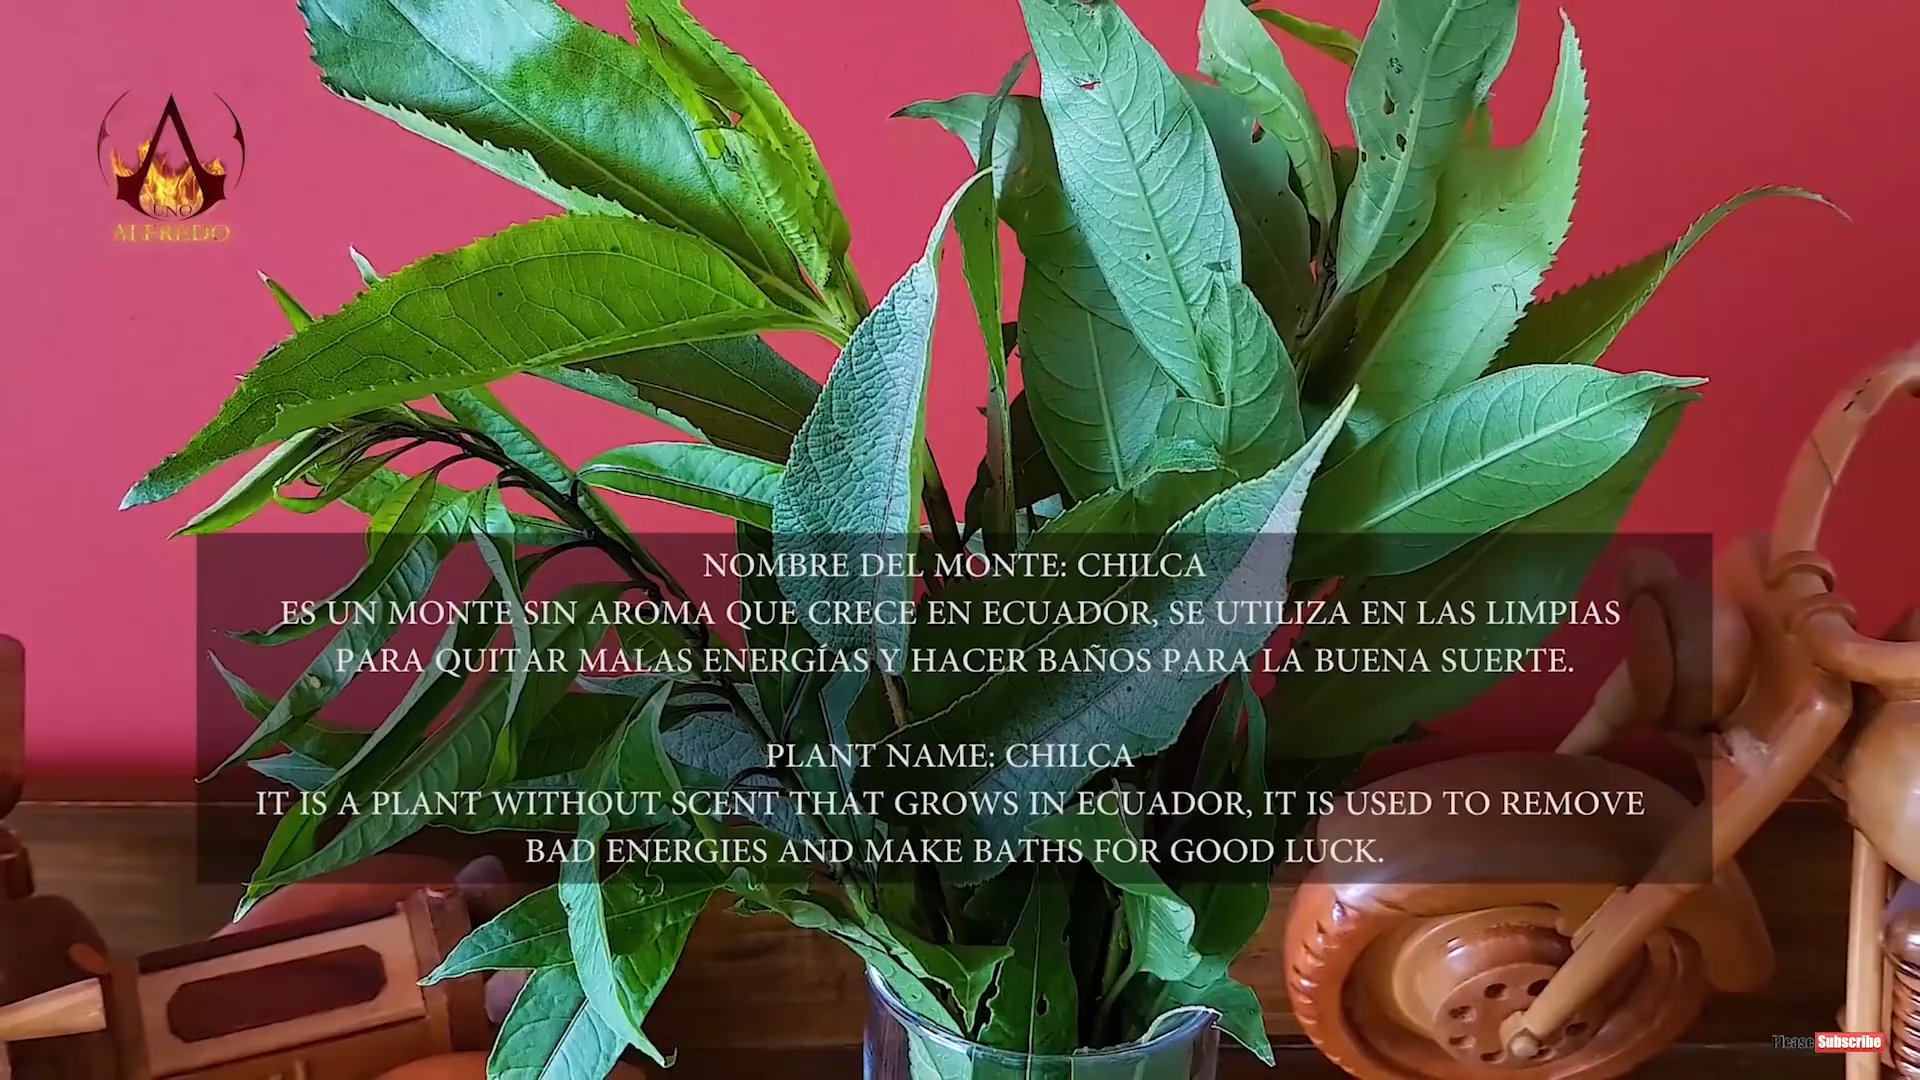 UNO
ALFREDO
NOMBRE DEL MONTE: CHILCA
ES UN MONTE SIN AROMA QUE CRECE EN ECUADOR, SE UTILIZA EN LAS LIMPIAS
PARA QUITAR MALAS ENERGÍAS Y HACER BAÑOS PARA LA BUENA SUERTE.
PLANT NAME: CHILCA
IT IS A PLANT WITHOUT SCENT THAT GROWS IN ECUADOR, IT IS USED TO REMOVE
BAD ENERGIES AND MAKE BATHS FOR GOOD LUCK.
Please Subscribe